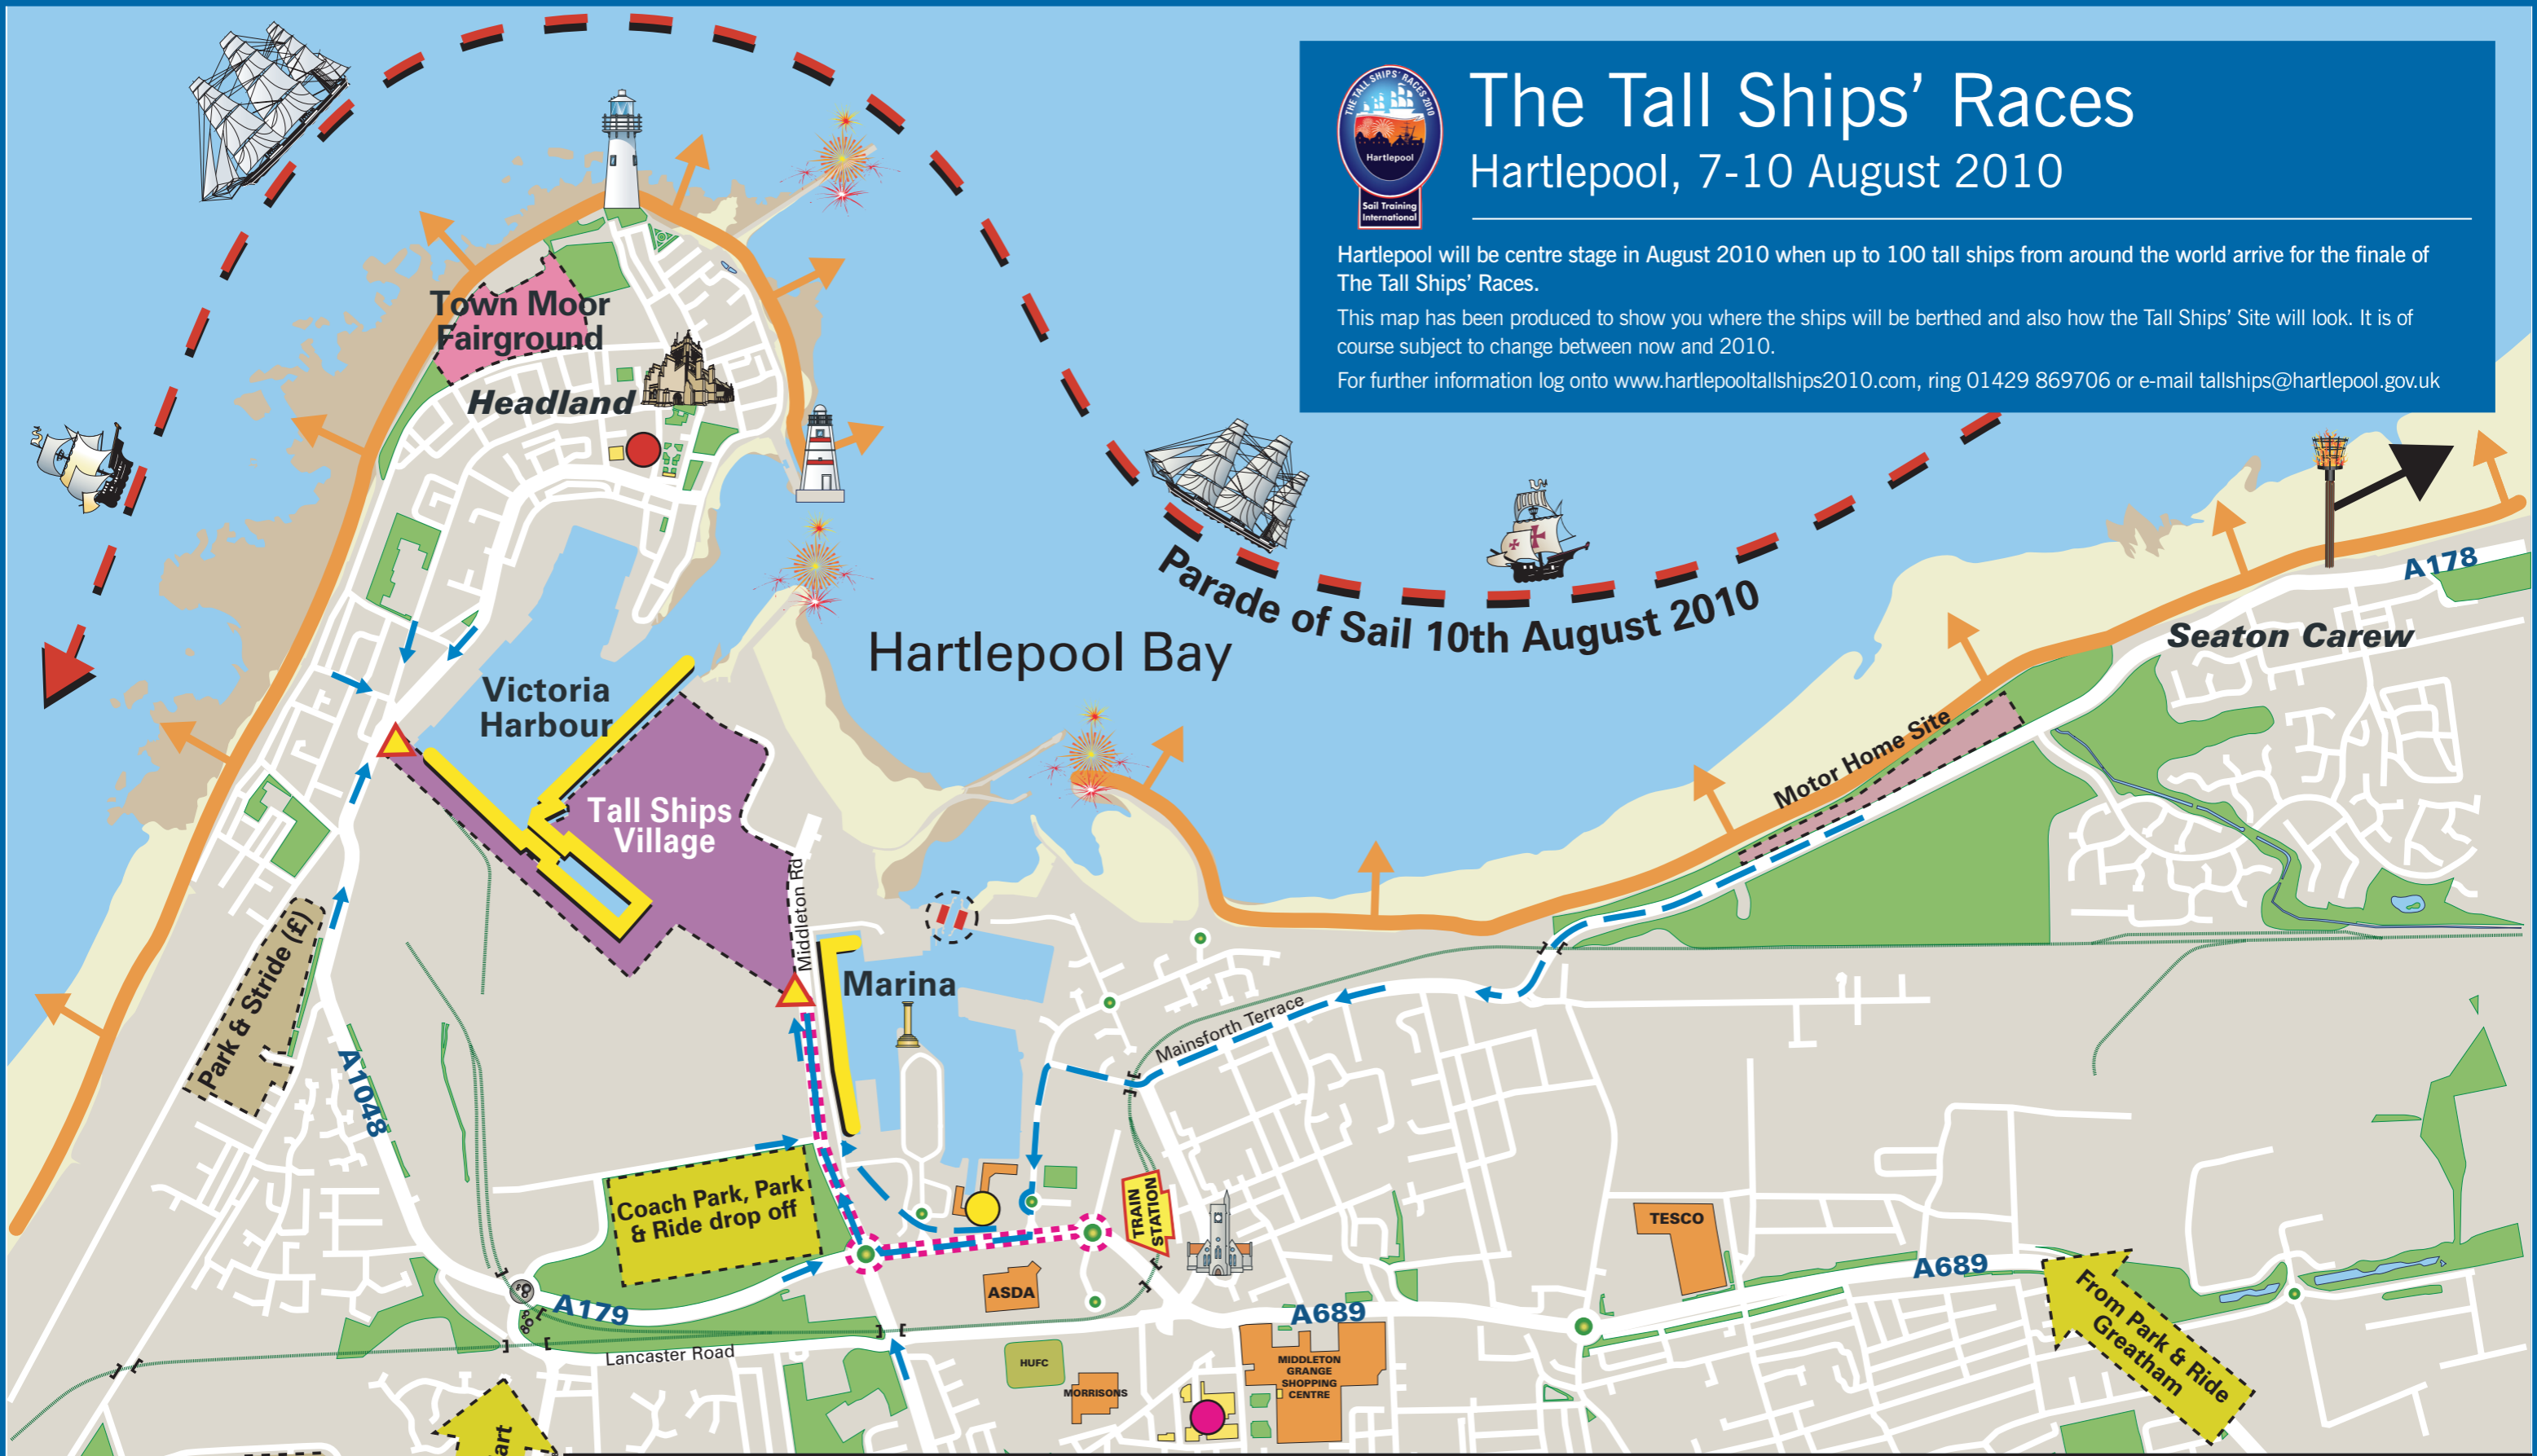 The Tall Ships' Races
Hartlepool, 7-10 August 2010
THE TALL SHIPS' RACES 2010
Hartlepool
Sail Training
International
Hartlepool will be centre stage in August 2010 when up to 100 tall ships from around the world arrive for the finale of
The Tall Ships' Races.
This map has been produced to show you where the ships will be berthed and also how the Tall Ships' Site will look. It is of
course subject to change between now and 2010.
For further information log onto www.hartlepooltallships2010.com, ring 01429 869706 or e-mail tallships@hartlepool.gov.uk
Town Moor
Fairground
Headland
Parade of Sail 10th August 2010
Hartlepool Bay
A178
Seaton Carew
Victoria
Harbour
Motor Home Site
Tall Ships
Village
Middleton Rd
Marina
Park & Stride (£)
Mainsforth Terrace
A1048
Coach Park, Park
& Ride drop off
TRAIN
STATION
TESCO
A689
From Park & Ride
Greatham
ASDA
A179
A689
Lancaster Road
HUFC
MORRISONS
MIDDLETON
GRANGE
SHOPPING
CENTRE
art